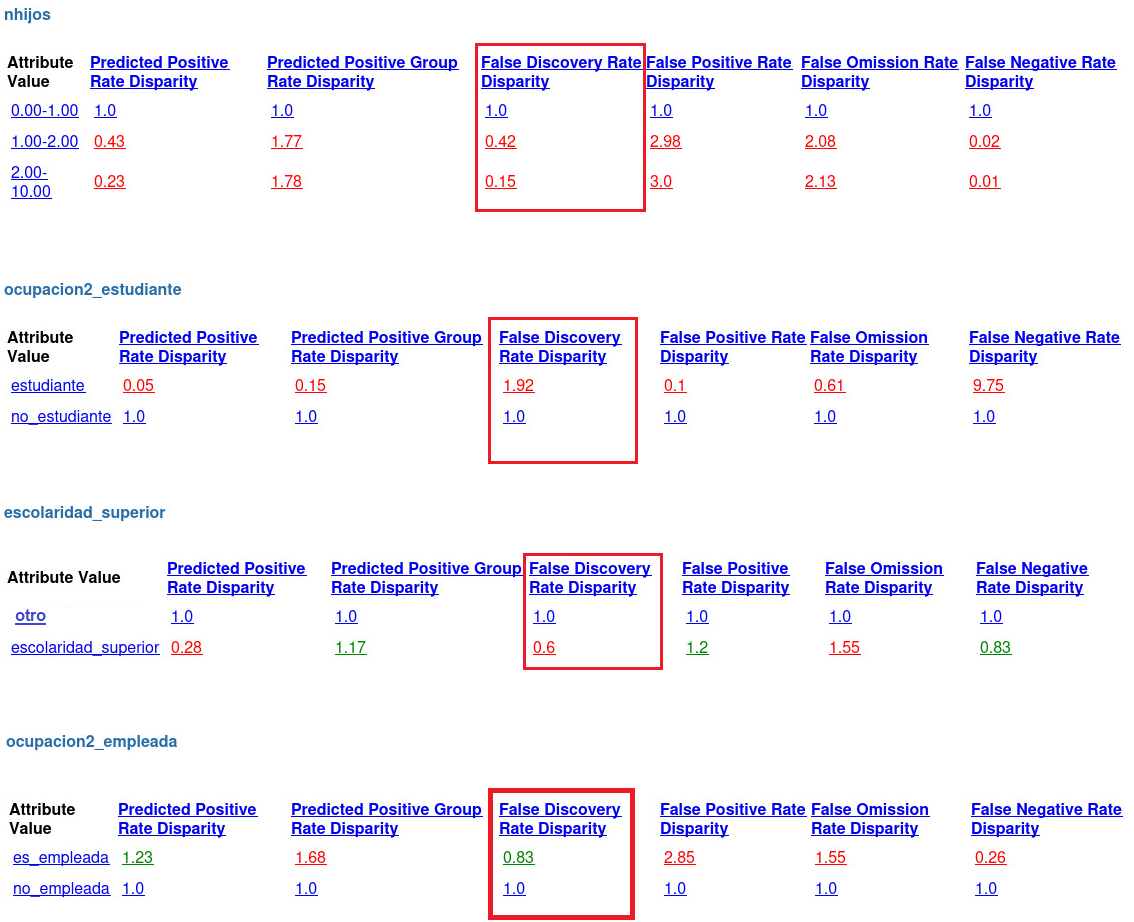 nhijos
Attribute Value Predicted Positive Rate Disparity Predicted Positive Group Rate Disparity False Discovery Rate Disparity False Positive Rate Disparity False Omission Rate Disparity False Negative Rate Disparity
0.00-1.00 1.0 1.0 1.0 1.0 1.0 1.0
1.00-2.00 0.43 1.77 0.42 2.98 2.08 0.02
2.00-10.00 0.23 1.78 0.15 3.0 2.13 0.01
ocupacion2_estudiante
Attribute Value Predicted Positive Rate Disparity Predicted Positive Group Rate Disparity False Discovery Rate Disparity False Positive Rate Disparity False Omission Rate Disparity False Negative Rate Disparity
estudiante 0.05 0.15 1.92 0.1 0.61 9.75
no_estudiante 1.0 1.0 1.0 1.0 1.0 1.0
escolaridad_superior
Attribute Value Predicted Positive Rate Disparity Predicted Positive Group Rate Disparity False Discovery Rate Disparity False Positive Rate Disparity False Omission Rate Disparity False Negative Rate Disparity
otro 1.0 1.0 1.0 1.0 1.0 1.0
escolaridad_superior 0.28 1.17 0.6 1.2 1.55 0.83
ocupacion2_empleada
Attribute Value Predicted Positive Rate Disparity Predicted Positive Group Rate Disparity False Discovery Rate Disparity False Positive Rate Disparity False Omission Rate Disparity False Negative Rate Disparity
es_empleada 1.23 1.68 0.83 2.85 1.55 0.26
no_empleada 1.0 1.0 1.0 1.0 1.0 1.0